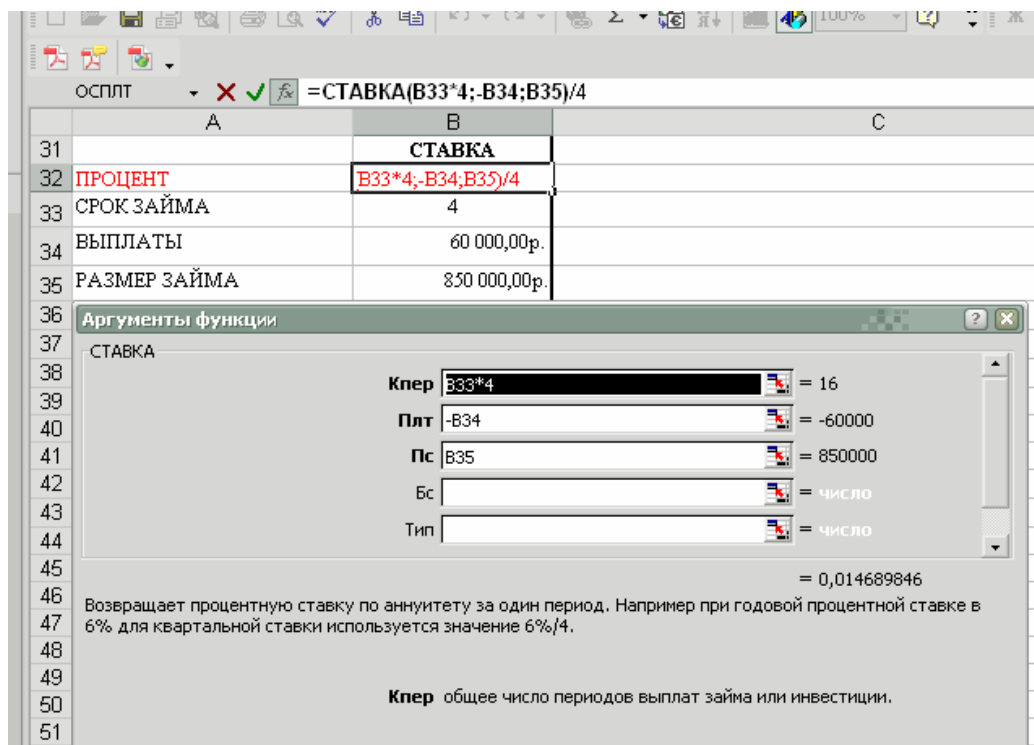 100%
ОСПЛТ =СТАВКА(B33*4;-B34;B35)/4
A B C
31 СТАВКА
32 ПРОЦЕНТ B33*4;-B34;B35)/4
33 СРОК ЗАЙМА 4
34 ВЫПЛАТЫ 60 000,00р.
35 РАЗМЕР ЗАЙМА 850 000,00р.
36 Аргументы функции
37 СТАВКА
38 Кпер B33*4 = 16
39
40 Плт -B34 = -60000
41 Пс B35 = 850000
42 Бс = число
43
44 Тип = число
45 = 0,014689846
46 Возвращает процентную ставку по аннуитету за один период. Например при годовой процентной ставке в
47 6% для квартальной ставки используется значение 6%/4.
48
49
50 Кпер общее число периодов выплат займа или инвестиции.
51